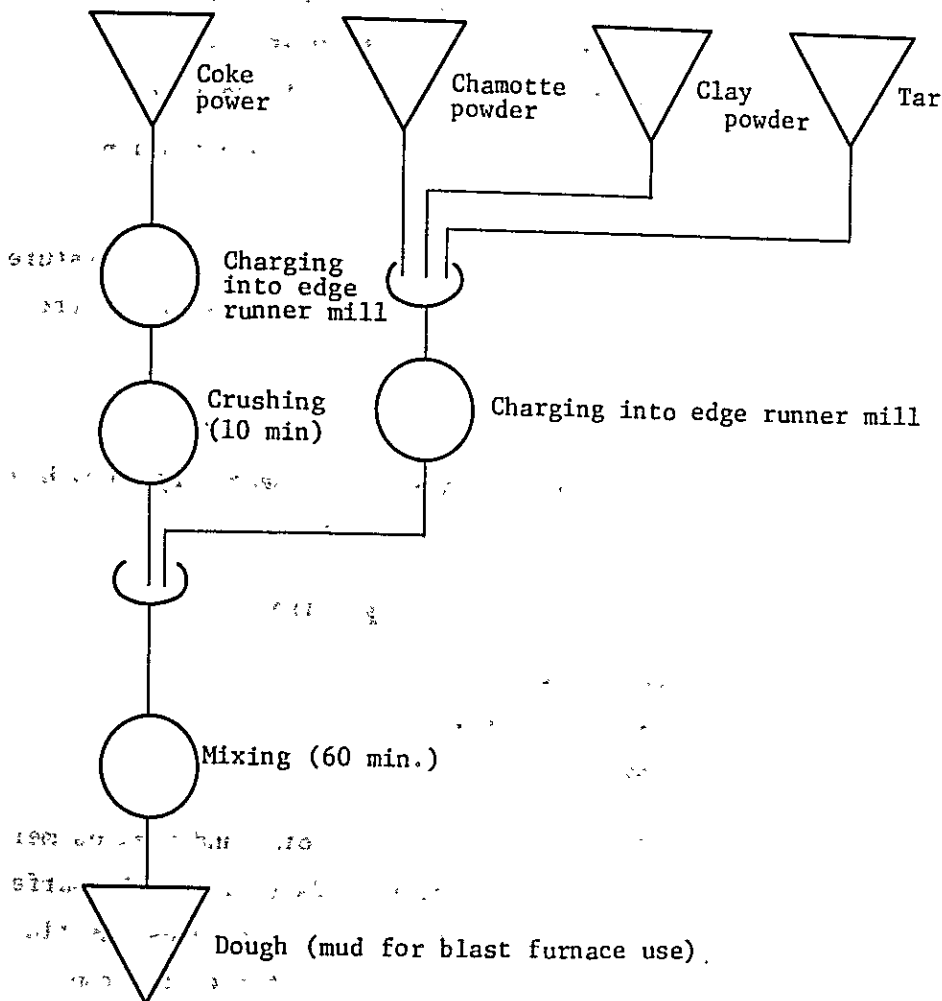 Coke
power
Chamotte
powder
Clay
powder
Tar
Charging
into edge
runner mill
Crushing
(10 min)
Charging into edge runner mill
Mixing (60 min.)
Dough (mud for blast furnace use)